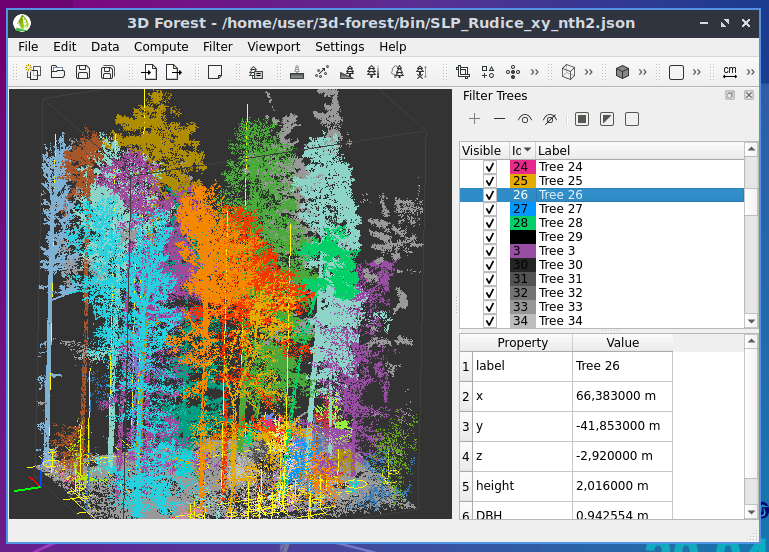 3D Forest - /home/user/3d-forest/bin/SLP_Rudice_xy_nth2.json
File Edit Data Compute Filter Viewport Settings Help
cm
Filter Trees
Visible Label
24 Tree 24
25 Tree 25
26 Tree 26
27 Tree 27
28 Tree 28
Tree 29
3 Tree 3
30 Tree 30
31 Tree 31
32 Tree 32
33 Tree 33
34 Tree 34
Property Value
1 label Tree 26
2 x 66,383000 m
3 y -41,853000 m
4 z -2,920000 m
5 height 2,016000 m
6 DBH 0,942554 m